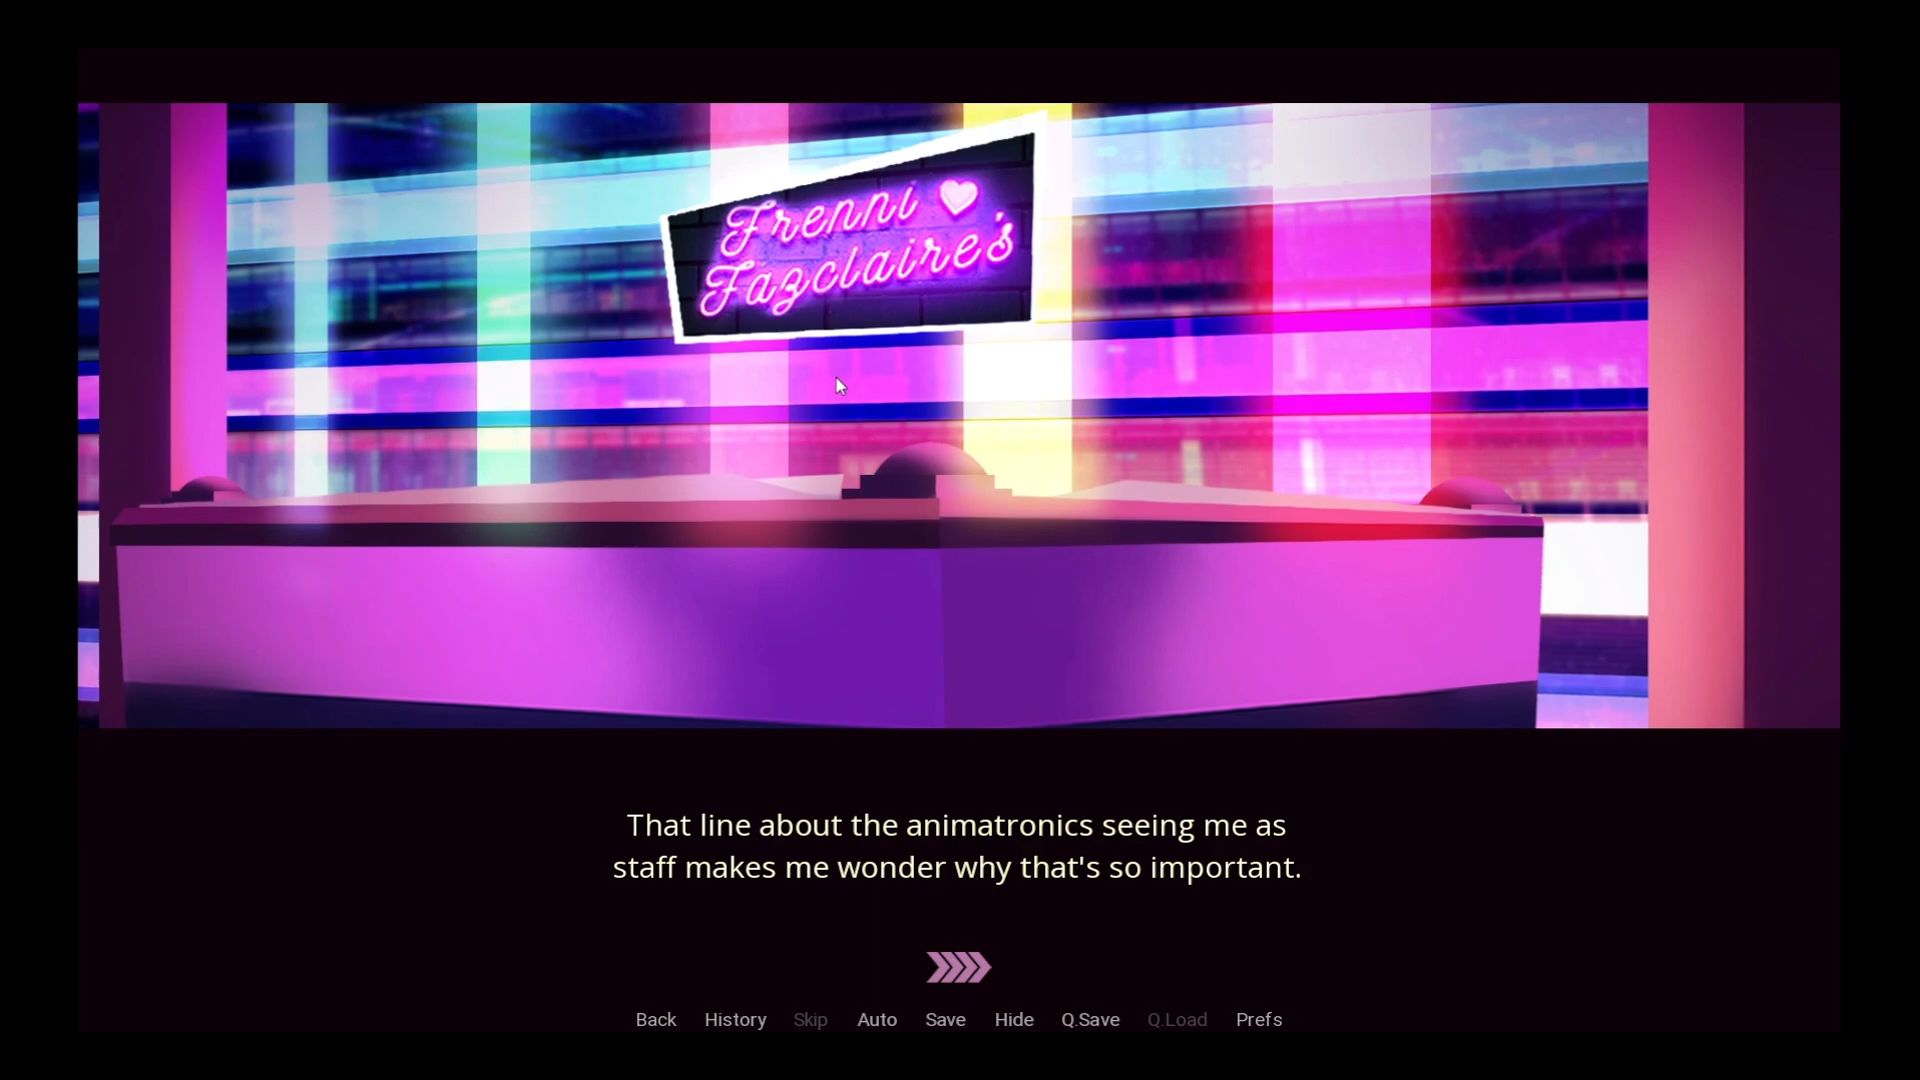 Frenni ♥
Fazclaire's
That line about the animatronics seeing me as
staff makes me wonder why that's so important.
Back History Skip Auto Save Hide Q.Save Q.Load Prefs